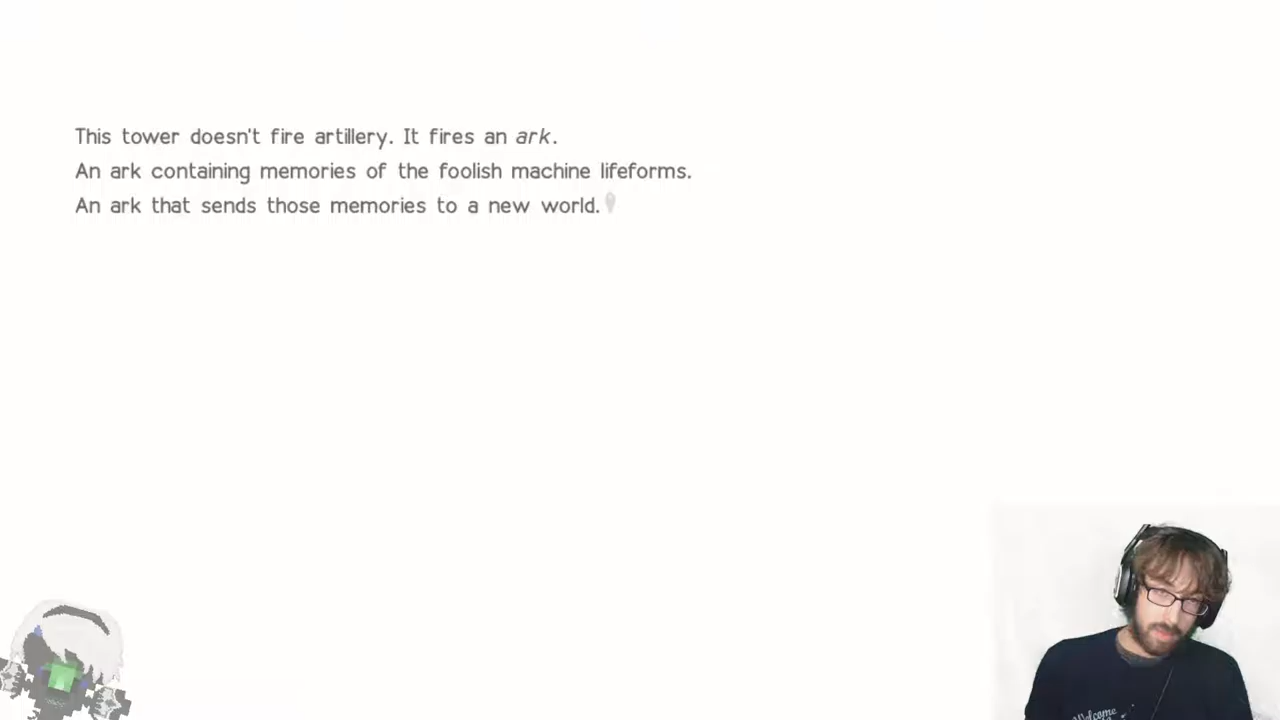 This tower doesn't fire artillery. It fires an ark.
An ark containing memories of the foolish machine lifeforms.
An ark that sends those memories to a new world.
Welcome